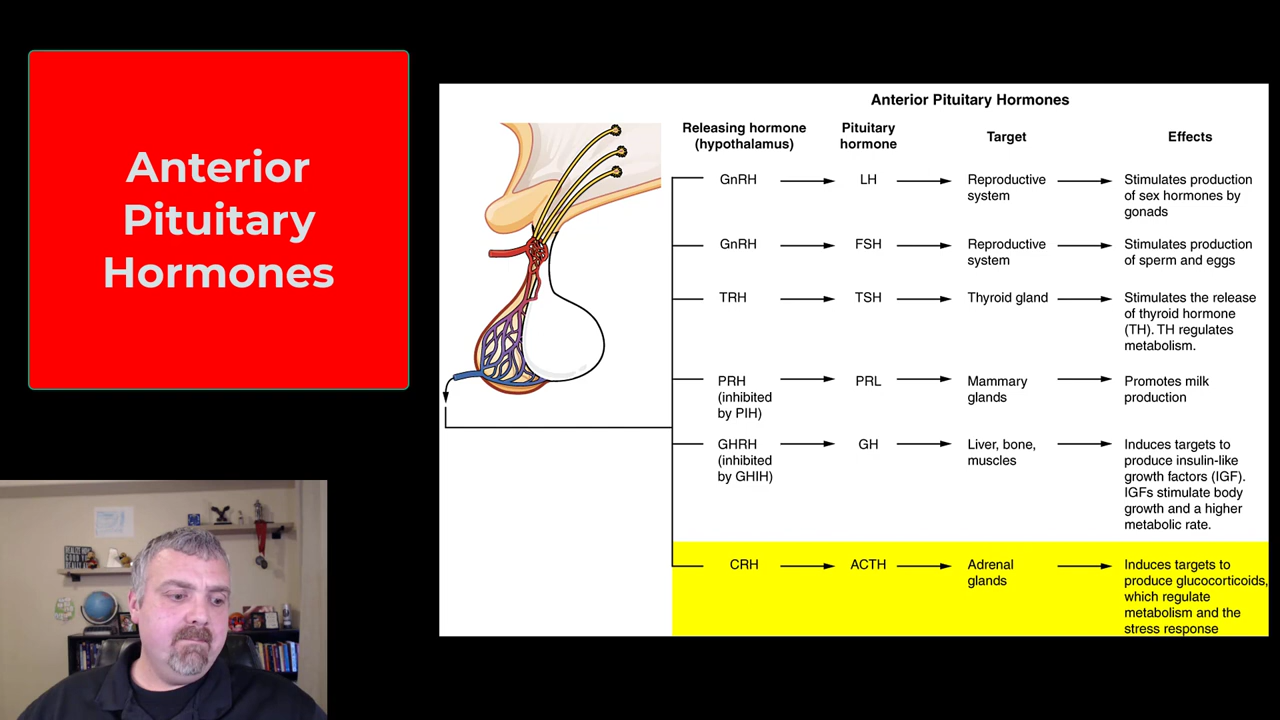 Anterior
Pituitary
Hormones
Anterior Pituitary Hormones
Releasing hormone
(hypothalamus)
Pituitary
hormone
Target
Effects
GnRH
LH
Reproductive
system
Stimulates production
of sex hormones by
gonads
GnRH
FSH
Reproductive
system
Stimulates production
of sperm and eggs
TRH
TSH
Thyroid gland
Stimulates the release
of thyroid hormone
(TH). TH regulates
metabolism.
PRH
(inhibited
by PIH)
PRL
Mammary
glands
Promotes milk
production
GHRH
(inhibited
by GHIH)
GH
Liver, bone,
muscles
Induces targets to
produce insulin-like
growth factors (IGF).
IGFs stimulate body
growth and a higher
metabolic rate.
CRH
ACTH
Adrenal
glands
Induces targets to
produce glucocorticoids,
which regulate
metabolism and the
stress response